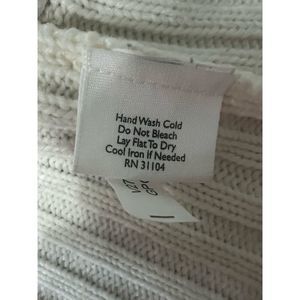 Hand Wash Cold
Do Not Bleach
Lay Flat To Dry
Cool Iron If Needed
RN 31104